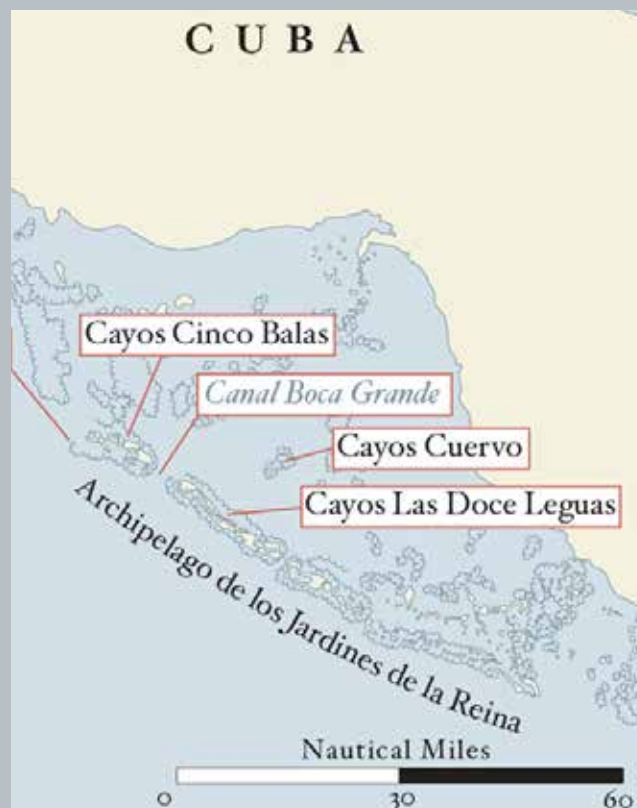 CUBA
Cayos Cinco Balas
Canal Boca Grande
Cayos Cuervo
Cayos Las Doce Leguas
Archipelago de los Jardines de la Reina
Nautical Miles
0 30 60